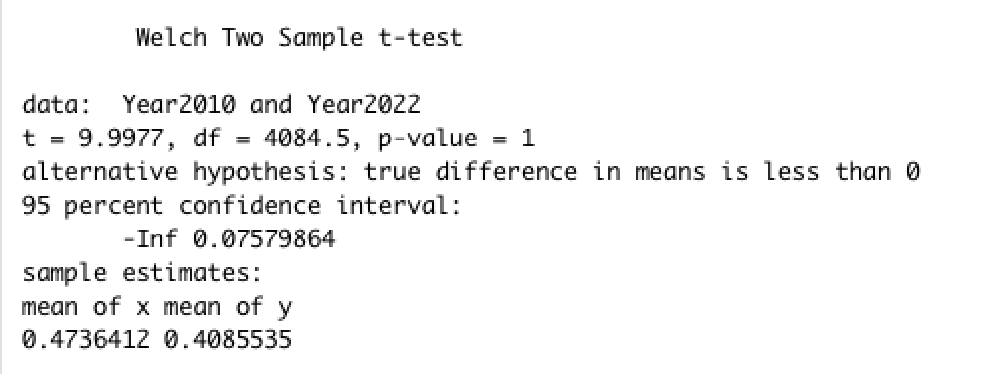 Welch Two Sample t-test
data:  Year2010 and Year2022
t = 9.9977, df = 4084.5, p-value = 1
alternative hypothesis: true difference in means is less than 0
95 percent confidence interval:
-Inf 0.07579864
sample estimates:
mean of x mean of y
0.4736412 0.4085535